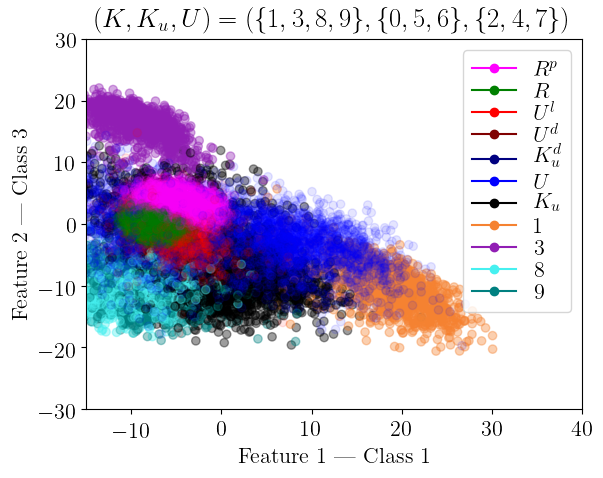 (K, K_u, U) = ({1, 3, 8, 9}, {0, 5, 6}, {2, 4, 7})
30
20
10
0
−10
−20
−30
Feature 2 — Class 3
−10
0
10
20
30
40
Feature 1 — Class 1
R^p
R
U^l
U^d
K_u^d
U
K_u
1
3
8
9